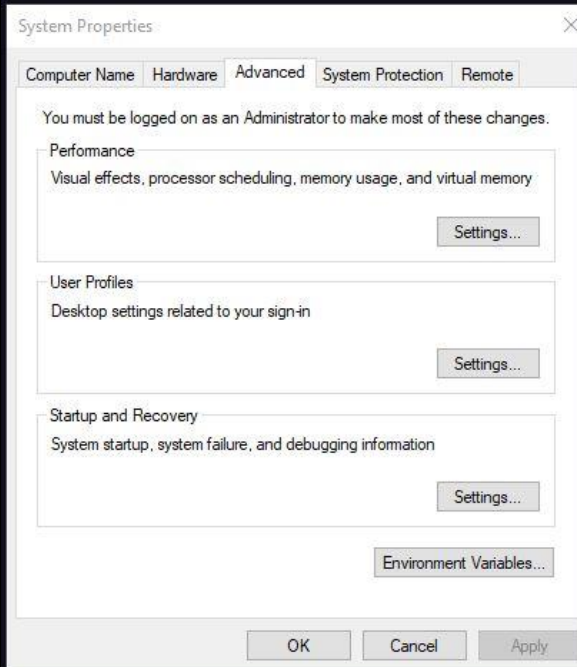 System Properties
Computer Name Hardware Advanced System Protection Remote
You must be logged on as an Administrator to make most of these changes.
Performance
Visual effects, processor scheduling, memory usage, and virtual memory
Settings...
User Profiles
Desktop settings related to your sign-in
Settings...
Startup and Recovery
System startup, system failure, and debugging information
Settings...
Environment Variables...
OK Cancel Apply